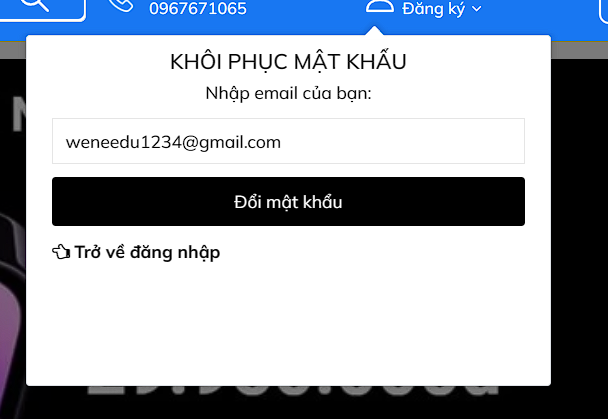 0967671065
Đăng ký
KHÔI PHỤC MẬT KHẨU
Nhập email của bạn:
weneedu1234@gmail.com
Đổi mật khẩu
Trở về đăng nhập